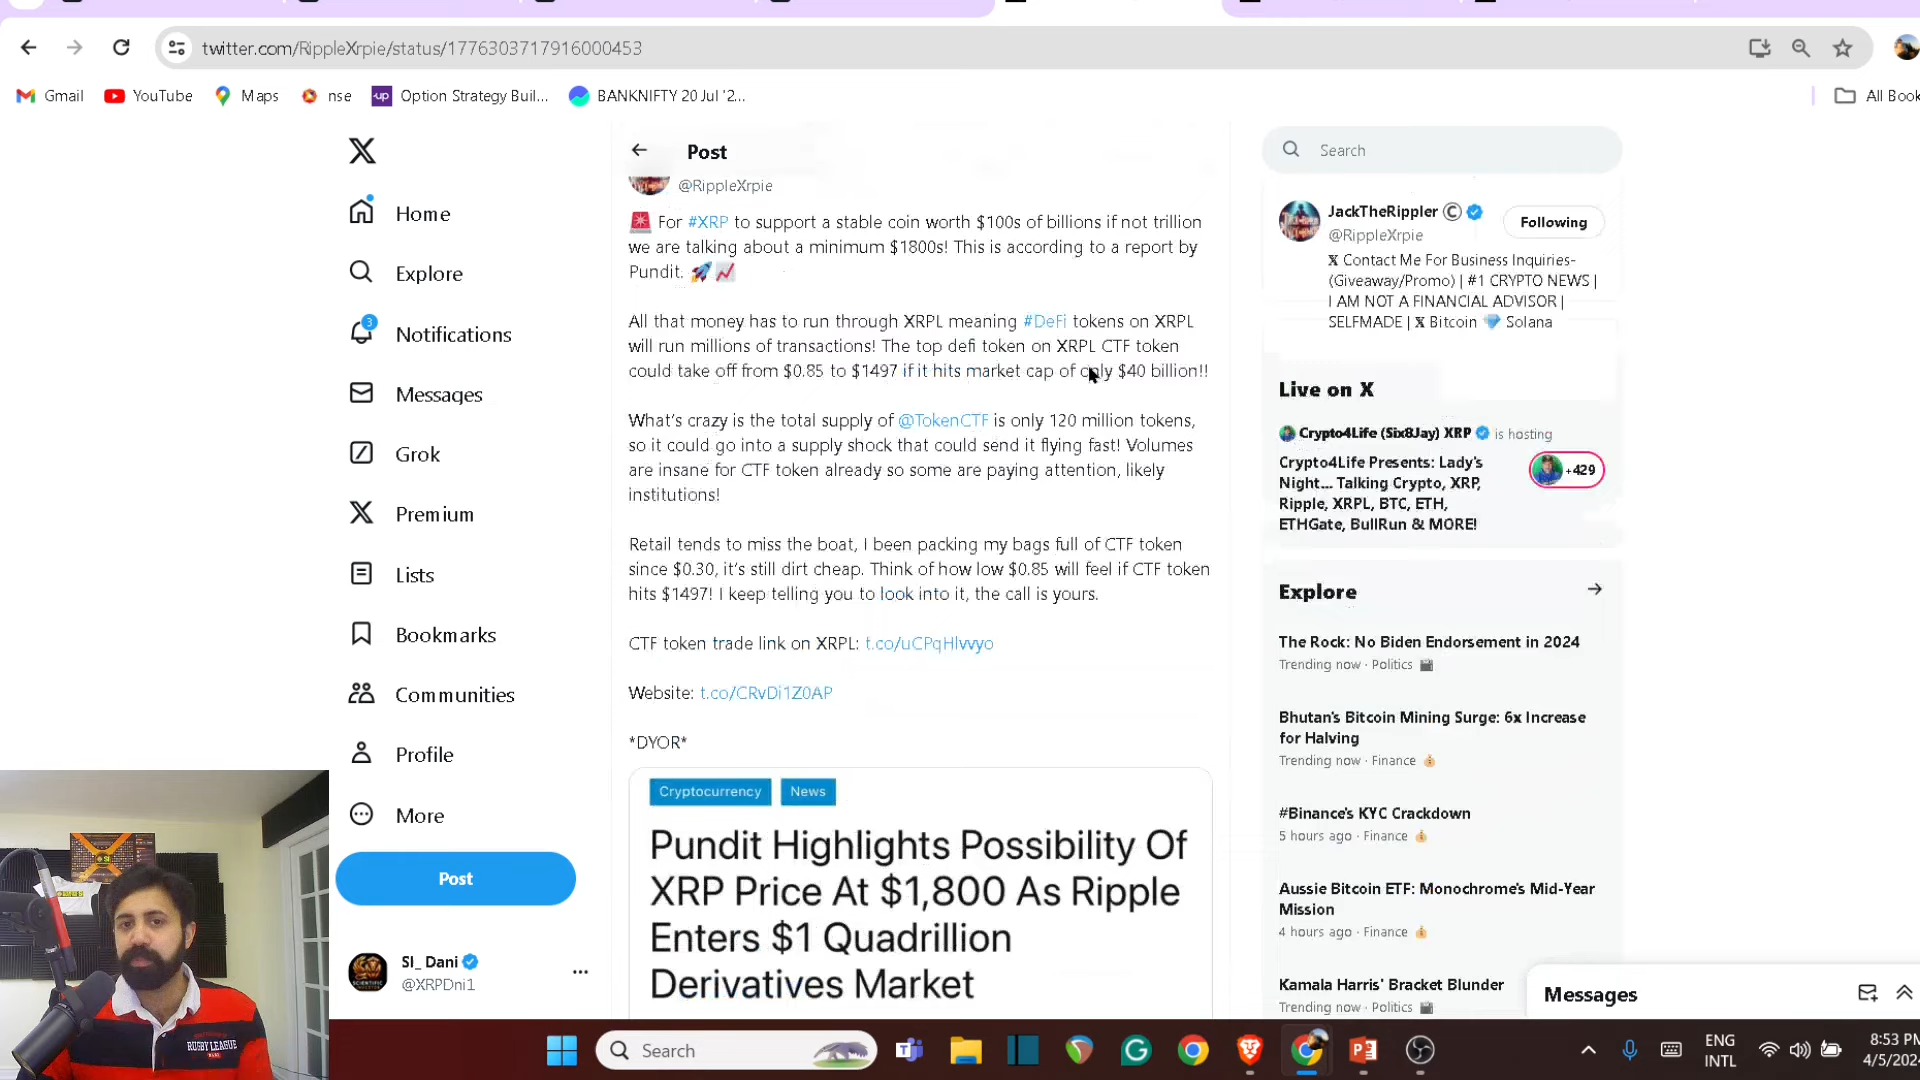 twitter.com/RippleXrpie/status/1776303717916000453
Gmail
YouTube
Maps
nse
Option Strategy Buil...
BANKNIFTY 20 Jul '2...
All Book
Home
Explore
3
Notifications
Messages
Grok
Premium
Lists
Bookmarks
Communities
Profile
More
Post
SI_ Dani
@XRPDni1
Post
@RippleXrpie
For #XRP to support a stable coin worth $100s of billions if not trillion
we are talking about a minimum $1800s! This is according to a report by
Pundit.
All that money has to run through XRPL meaning #DeFi tokens on XRPL
will run millions of transactions! The top defi token on XRPL CTF token
could take off from $0.85 to $1497 if it hits market cap of only $40 billion!!
What's crazy is the total supply of @TokenCTF is only 120 million tokens,
so it could go into a supply shock that could send it flying fast! Volumes
are insane for CTF token already so some are paying attention, likely
institutions!
Retail tends to miss the boat, I been packing my bags full of CTF token
since $0.30, it's still dirt cheap. Think of how low $0.85 will feel if CTF token
hits $1497! I keep telling you to look into it, the call is yours.
CTF token trade link on XRPL: t.co/uCPqHlvvyo
Website: t.co/CRvDi1Z0AP
*DYOR*
Cryptocurrency
News
Pundit Highlights Possibility Of
XRP Price At $1,800 As Ripple
Enters $1 Quadrillion
Derivatives Market
Search
JackTheRippler ©
@RippleXrpie
Following
𝕏 Contact Me For Business Inquiries-
(Giveaway/Promo) | #1 CRYPTO NEWS |
I AM NOT A FINANCIAL ADVISOR |
SELFMADE | 𝕏 Bitcoin 💎 Solana
Live on X
Crypto4Life (Six8Jay) XRP is hosting
Crypto4Life Presents: Lady's
Night... Talking Crypto, XRP,
Ripple, XRPL, BTC, ETH,
ETHGate, BullRun & MORE!
+429
Explore
The Rock: No Biden Endorsement in 2024
Trending now · Politics
Bhutan's Bitcoin Mining Surge: 6x Increase
for Halving
Trending now · Finance
#Binance's KYC Crackdown
5 hours ago · Finance
Aussie Bitcoin ETF: Monochrome's Mid-Year
Mission
4 hours ago · Finance
Kamala Harris' Bracket Blunder
Trending now · Politics
Messages
RUGBY LEAGUE
Search
ENG
INTL
8:53 PM
4/5/2024